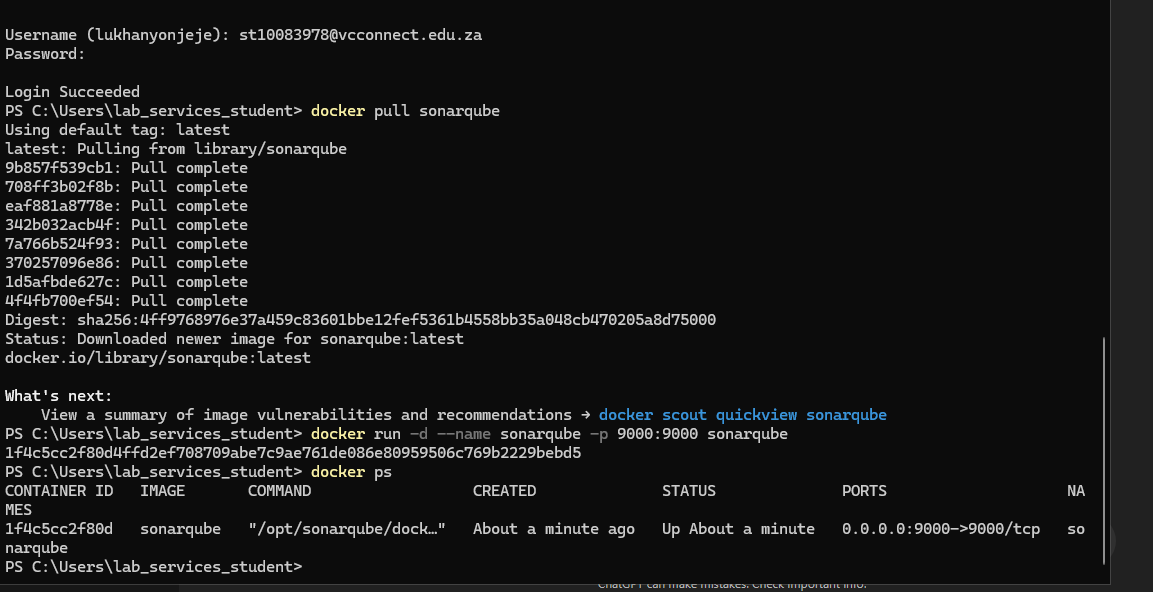 Username (lukhanyonjeje): st10083978@vcconnect.edu.za
Password:
Login Succeeded
PS C:\Users\lab_services_student> docker pull sonarqube
Using default tag: latest
latest: Pulling from library/sonarqube
9b857f539cb1: Pull complete
708ff3b02f8b: Pull complete
eaf881a8778e: Pull complete
342b032acb4f: Pull complete
7a766b524f93: Pull complete
370257096e86: Pull complete
1d5afbde627c: Pull complete
4f4fb700ef54: Pull complete
Digest: sha256:4ff9768976e37a459c83601bbe12fef5361b4558bb35a048cb470205a8d75000
Status: Downloaded newer image for sonarqube:latest
docker.io/library/sonarqube:latest
What's next:
    View a summary of image vulnerabilities and recommendations → docker scout quickview sonarqube
PS C:\Users\lab_services_student> docker run -d --name sonarqube -p 9000:9000 sonarqube
1f4c5cc2f80d4ffd2ef708709abe7c9ae761de086e80959506c769b2229bebd5
PS C:\Users\lab_services_student> docker ps
CONTAINER ID   IMAGE       COMMAND                  CREATED              STATUS              PORTS                    NA
MES
1f4c5cc2f80d   sonarqube   "/opt/sonarqube/dock…"   About a minute ago   Up About a minute   0.0.0.0:9000->9000/tcp   so
narqube
PS C:\Users\lab_services_student>
ChatGPT can make mistakes. Check important info.